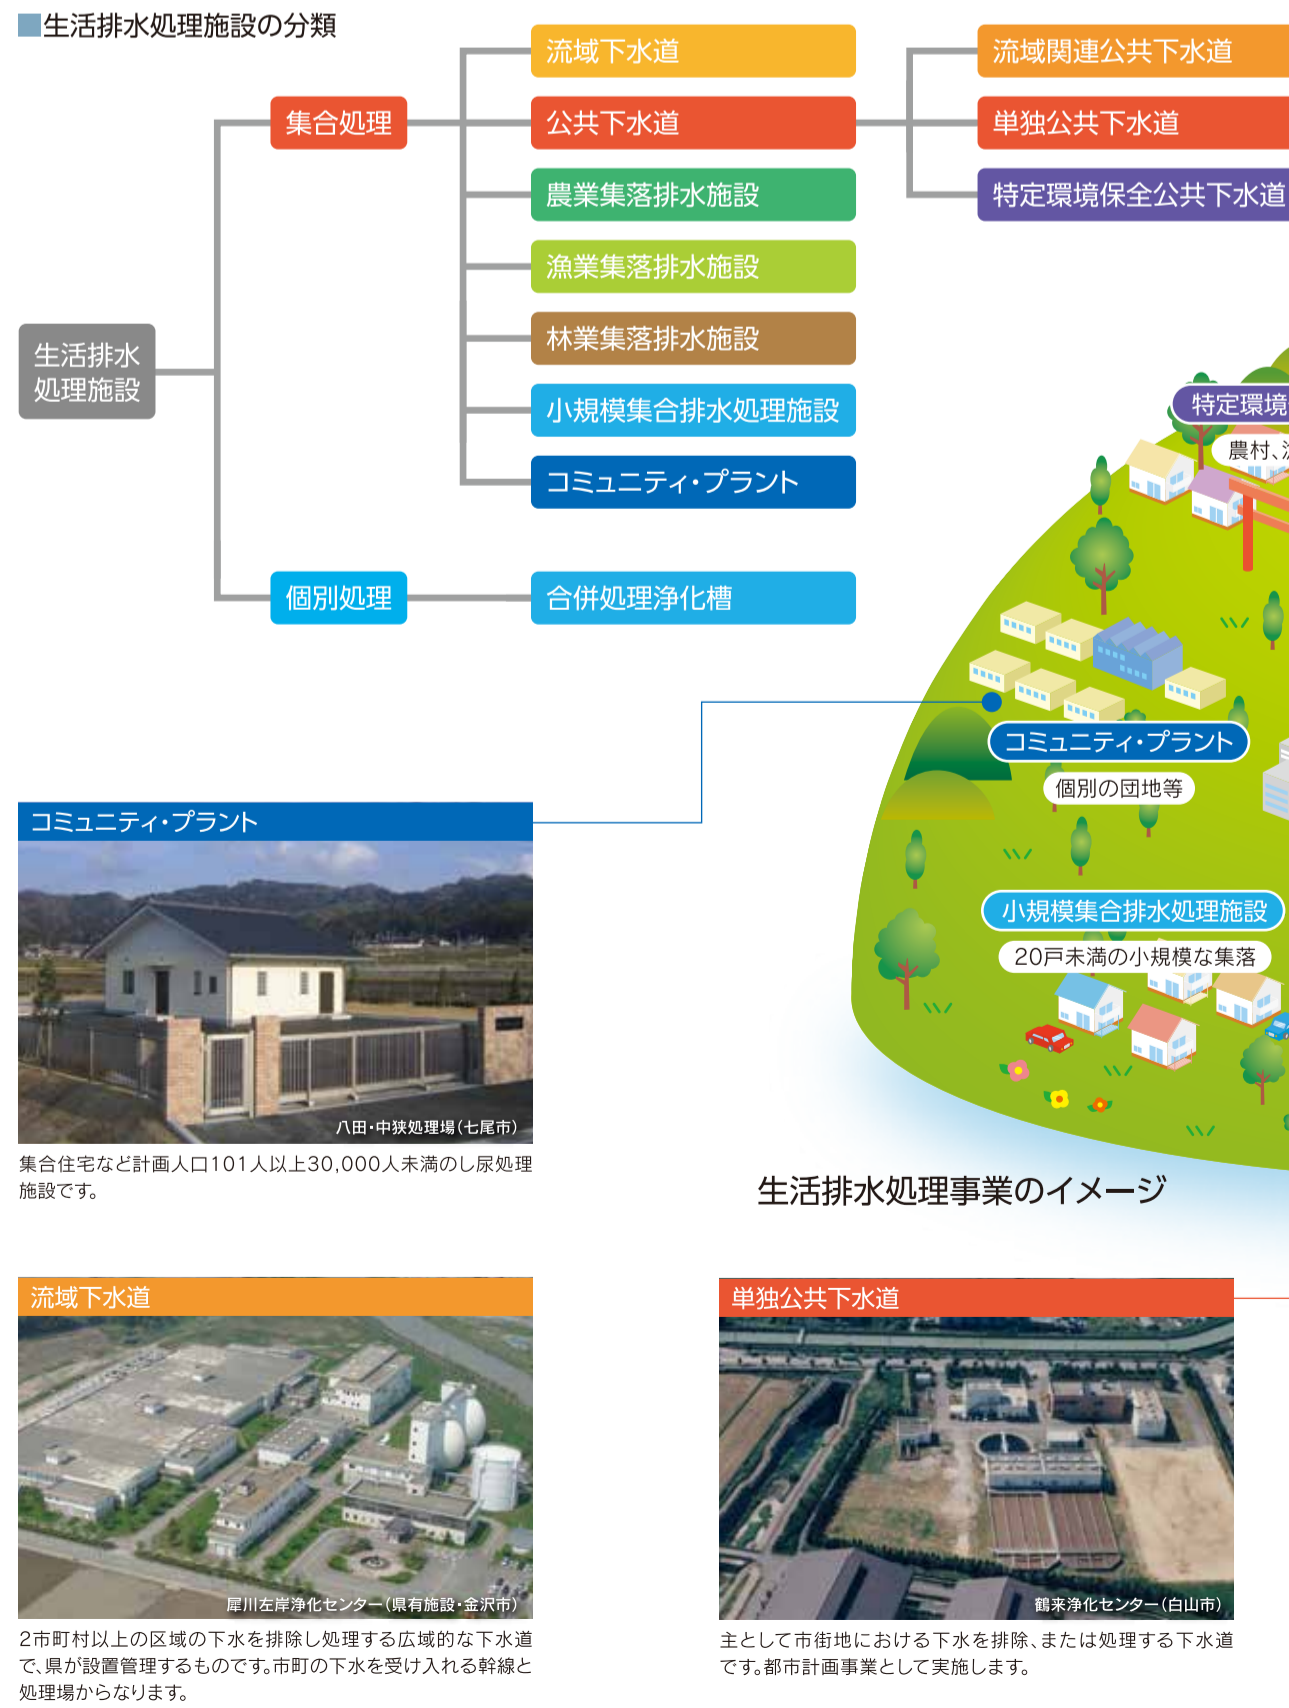 ■生活排水処理施設の分類
流域下水道
流域関連公共下水道
集合処理
公共下水道
単独公共下水道
農業集落排水施設
特定環境保全公共下水道
漁業集落排水施設
林業集落排水施設
生活排水
処理施設
小規模集合排水処理施設
コミュニティ・プラント
個別処理
合併処理浄化槽
特定環境
農村、
コミュニティ・プラント
個別の団地等
小規模集合排水処理施設
20戸未満の小規模な集落
コミュニティ・プラント
八田・中狭処理場(七尾市)
集合住宅など計画人口101人以上30,000人未満のし尿処理
施設です。
生活排水処理事業のイメージ
流域下水道
犀川左岸浄化センター(県有施設・金沢市)
2市町村以上の区域の下水を排除し処理する広域的な下水道
で、県が設置管理するものです。市町の下水を受け入れる幹線と
処理場からなります。
単独公共下水道
鶴来浄化センター(白山市)
主として市街地における下水を排除、または処理する下水道
です。都市計画事業として実施します。